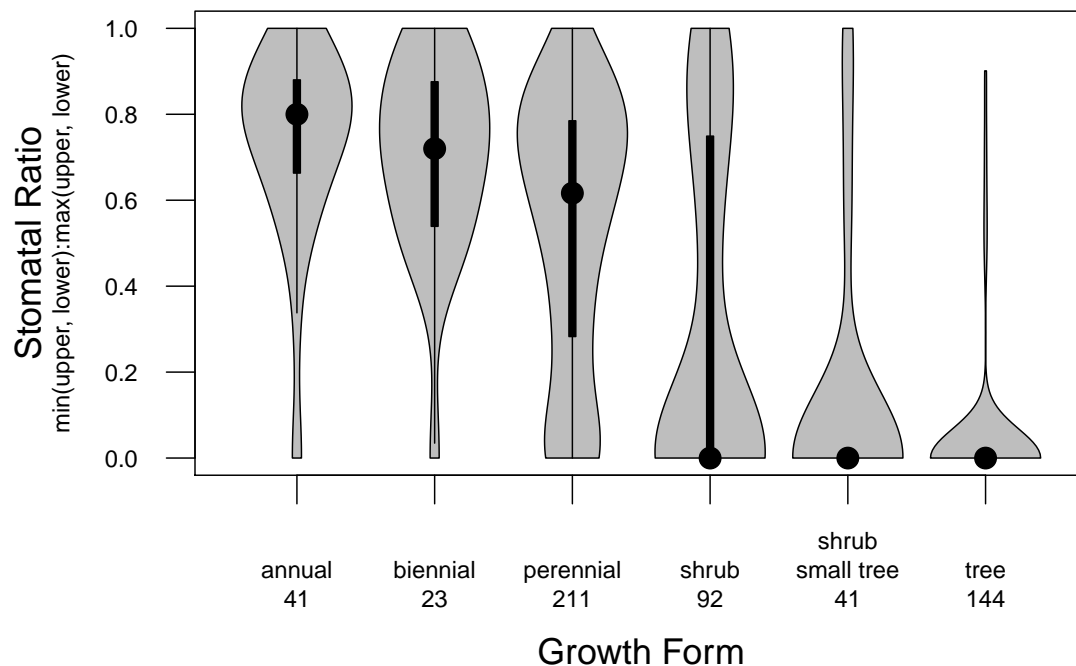 Stomatal Ratio
min(upper, lower):max(upper, lower)
1.0
0.8
0.6
0.4
0.2
0.0
annual
biennial
perennial
shrub
shrub
small tree
tree
41
23
211
92
41
144
Growth Form